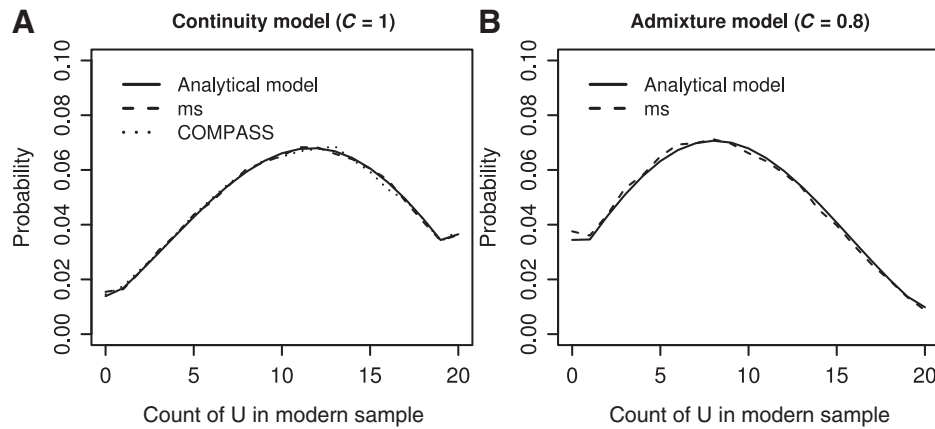 A
Continuity model (C = 1)
Probability
0.00 0.02 0.04 0.06 0.08 0.10
Analytical model
ms
COMPASS
0 5 10 15 20
Count of U in modern sample
B
Admixture model (C = 0.8)
Probability
0.00 0.02 0.04 0.06 0.08 0.10
Analytical model
ms
0 5 10 15 20
Count of U in modern sample